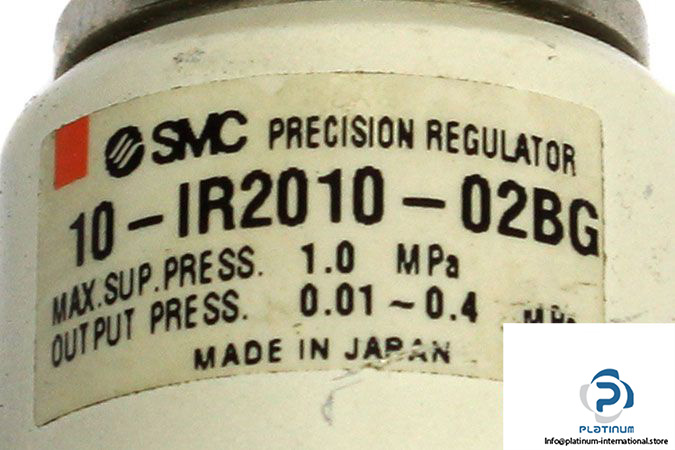 SMC PRECISION REGULATOR
10-IR2010-02BG
MAX.SUP.PRESS. 1.0 MPa
OUTPUT PRESS. 0.01~0.4 MPa
MADE IN JAPAN
PLATINUM
Info@platinum-international.store